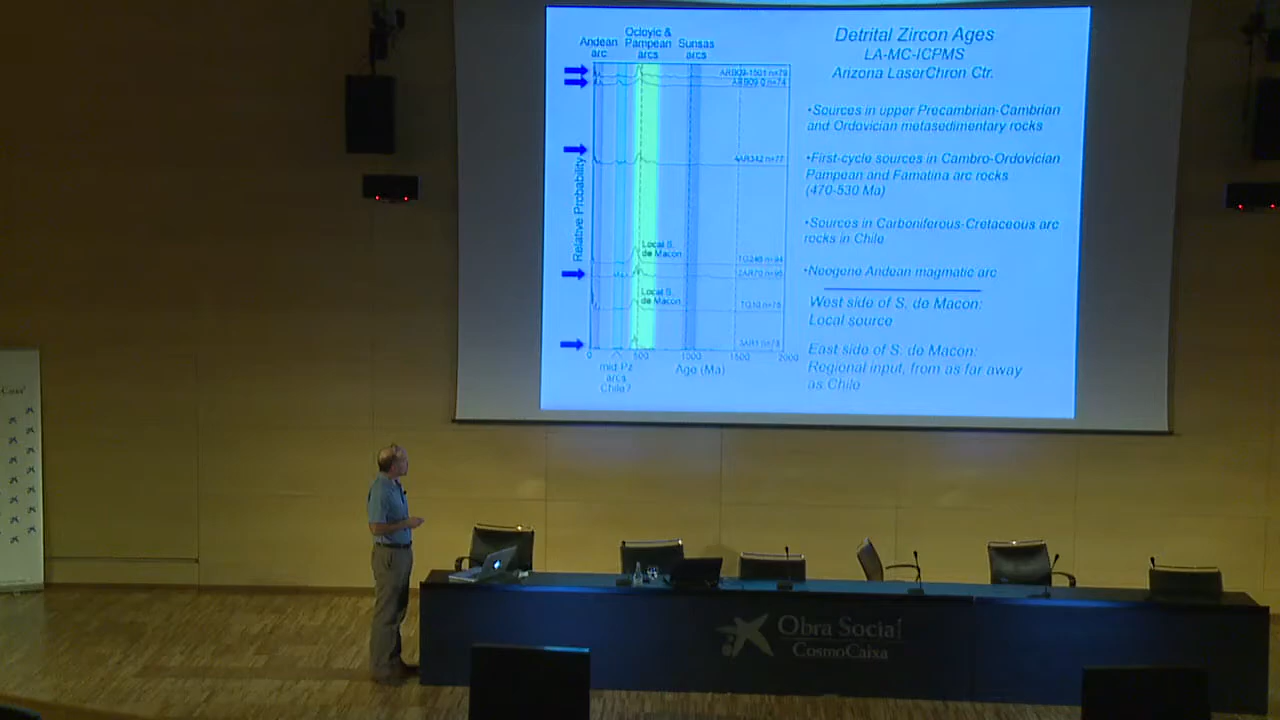 Andean
arc
Ocloyic &
Pampean
arcs
Sunsas
arcs
Relative Probability
Local S.
de Macon
Local S.
de Macon
0
500
1000
1500
2000
Age (Ma)
mid-Pz
arcs
Chile?
Detrital Zircon Ages
LA-MC-ICPMS
Arizona LaserChron Ctr.
•Sources in upper Precambrian-Cambrian
and Ordovician metasedimentary rocks
•First-cycle sources in Cambro-Ordovician
Pampean and Famatina arc rocks
(470-530 Ma)
•Sources in Carboniferous-Cretaceous arc
rocks in Chile
•Neogene Andean magmatic arc
West side of S. de Macon:
Local source
East side of S. de Macon:
Regional input, from as far away
as Chile
Obra Social
CosmoCaixa